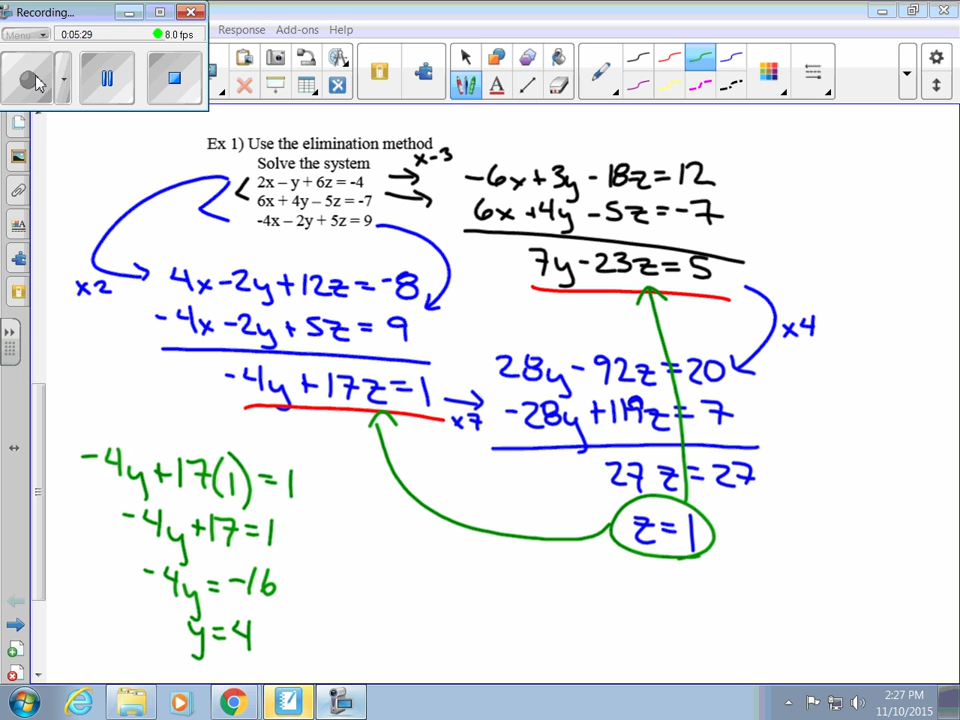 Recording...
Menu
0:05:29
8.0 fps
Response Add-ons Help
Ex 1) Use the elimination method
Solve the system
2x – y + 6z = -4
6x + 4y – 5z = -7
-4x – 2y + 5z = 9
x-3
-6x+3y-18z=12
6x+4y-5z=-7
7y-23z=5
x2
4x-2y+12z=-8
-4x-2y+5z=9
-4y+17z=1
x7
x4
28y-92z=20
-28y+119z=7
27z=27
z=1
-4y+17(1)=1
-4y+17=1
-4y=-16
y=4
2:27 PM
11/10/2015